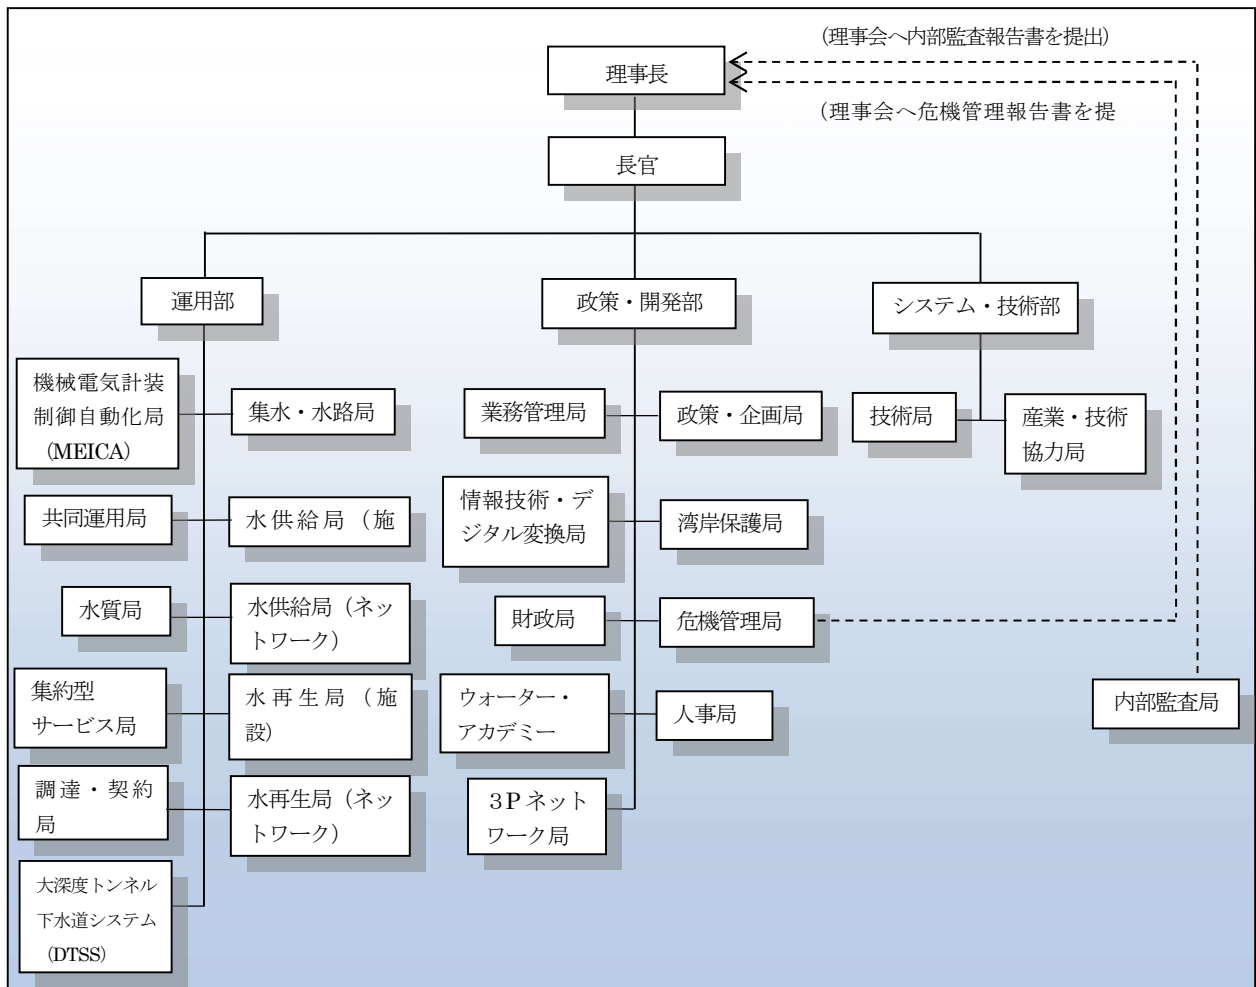 (理事会へ内部監査報告書を提出)
理事長
(理事会へ危機管理報告書を提
長官
運用部
政策・開発部
システム・技術部
機械電気計装
制御自動化局
(MEICA)
集水・水路局
業務管理局
政策・企画局
技術局
産業・技術
協力局
共同運用局
水供給局（施
情報技術・デ
ジタル変換局
湾岸保護局
水質局
水供給局（ネッ
トワーク）
財政局
危機管理局
集約型
サービス局
水再生局（施
設）
ウォーター・
アカデミー
人事局
内部監査局
調達・契約
局
水再生局（ネッ
トワーク）
３Pネット
ワーク局
大深度トンネル
下水道システム
(DTSS)